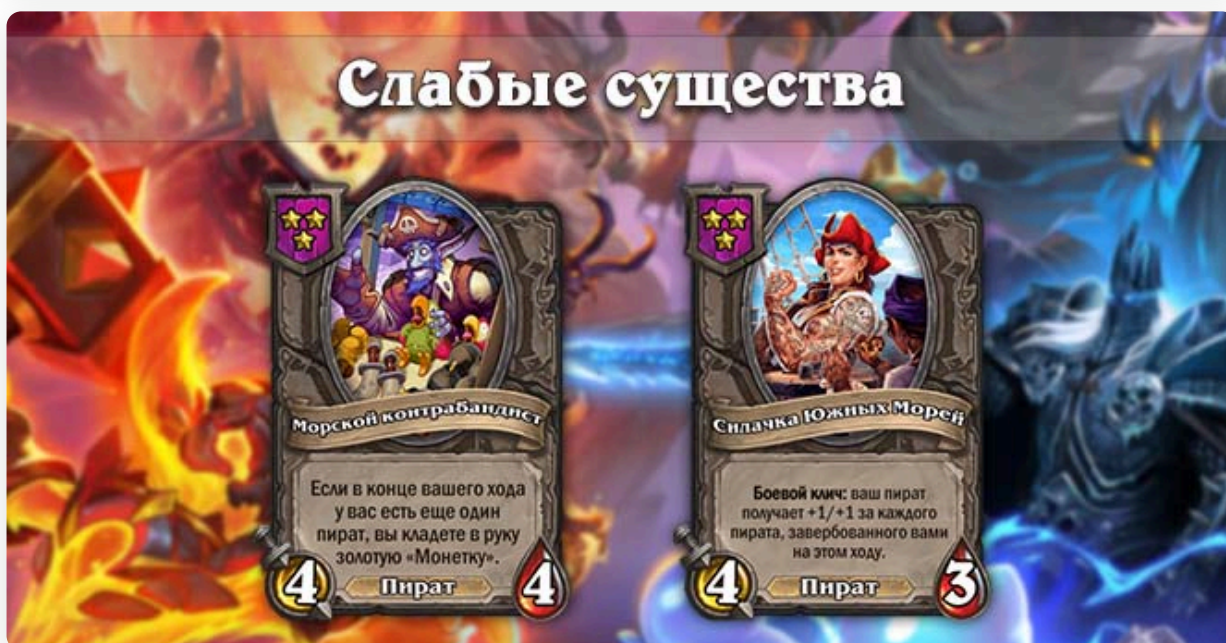 Слабые существа
Морской контрабандист
Если в конце вашего хода
у вас есть еще один
пират, вы кладете в руку
золотую «Монетку».
4
Пират
4
Силачка Южных Морей
Боевой клич: ваш пират
получает +1/+1 за каждого
пирата, завербованного вами
на этом ходу.
4
Пират
3